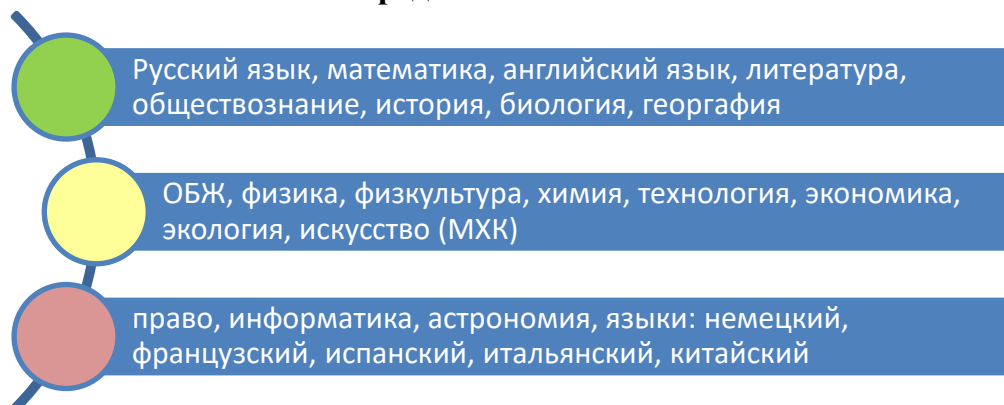 Русский язык, математика, английский язык, литература,
обществознание, история, биология, георгафия
ОБЖ, физика, физкультура, химия, технология, экономика,
экология, искусство (МХК)
право, информатика, астрономия, языки: немецкий,
французский, испанский, итальянский, китайский